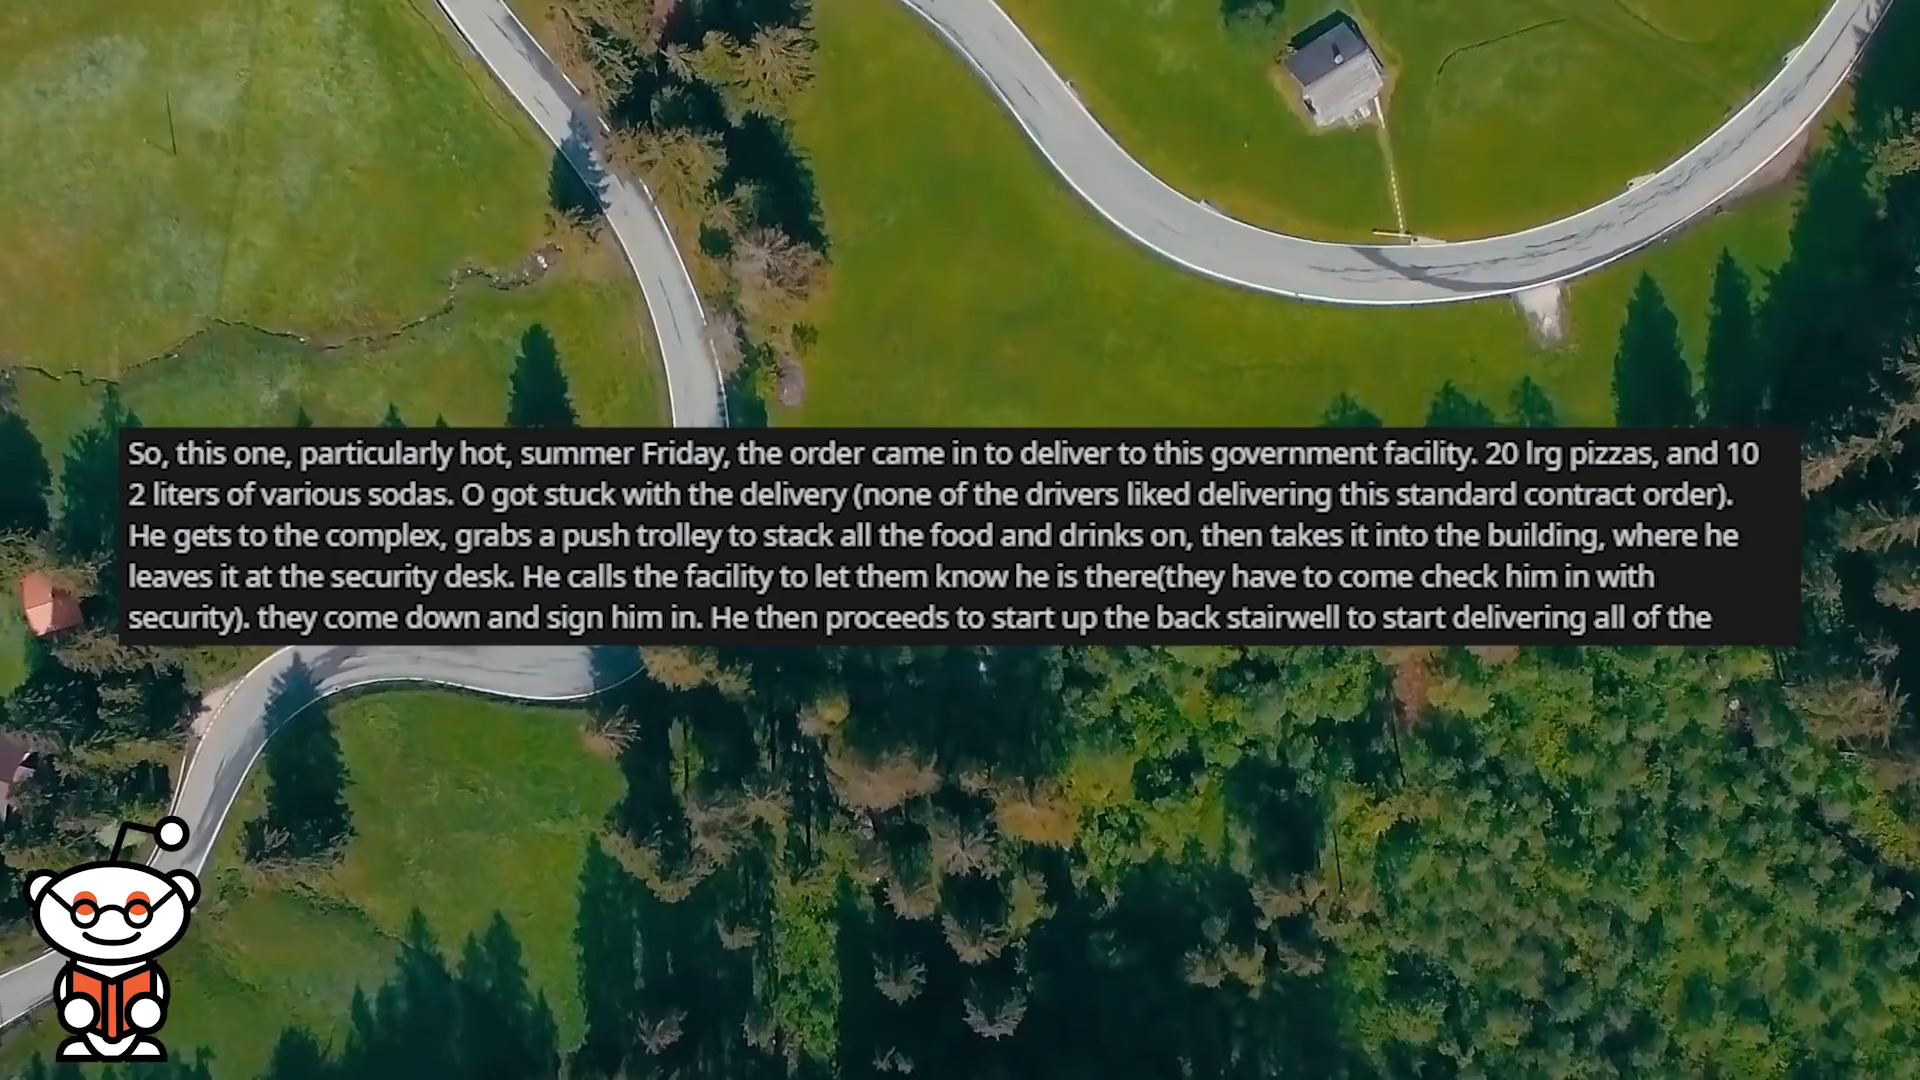 So, this one, particularly hot, summer Friday, the order came in to deliver to this government facility. 20 lrg pizzas, and 10
2 liters of various sodas. O got stuck with the delivery (none of the drivers liked delivering this standard contract order).
He gets to the complex, grabs a push trolley to stack all the food and drinks on, then takes it into the building, where he
leaves it at the security desk. He calls the facility to let them know he is there(they have to come check him in with
security). they come down and sign him in. He then proceeds to start up the back stairwell to start delivering all of the